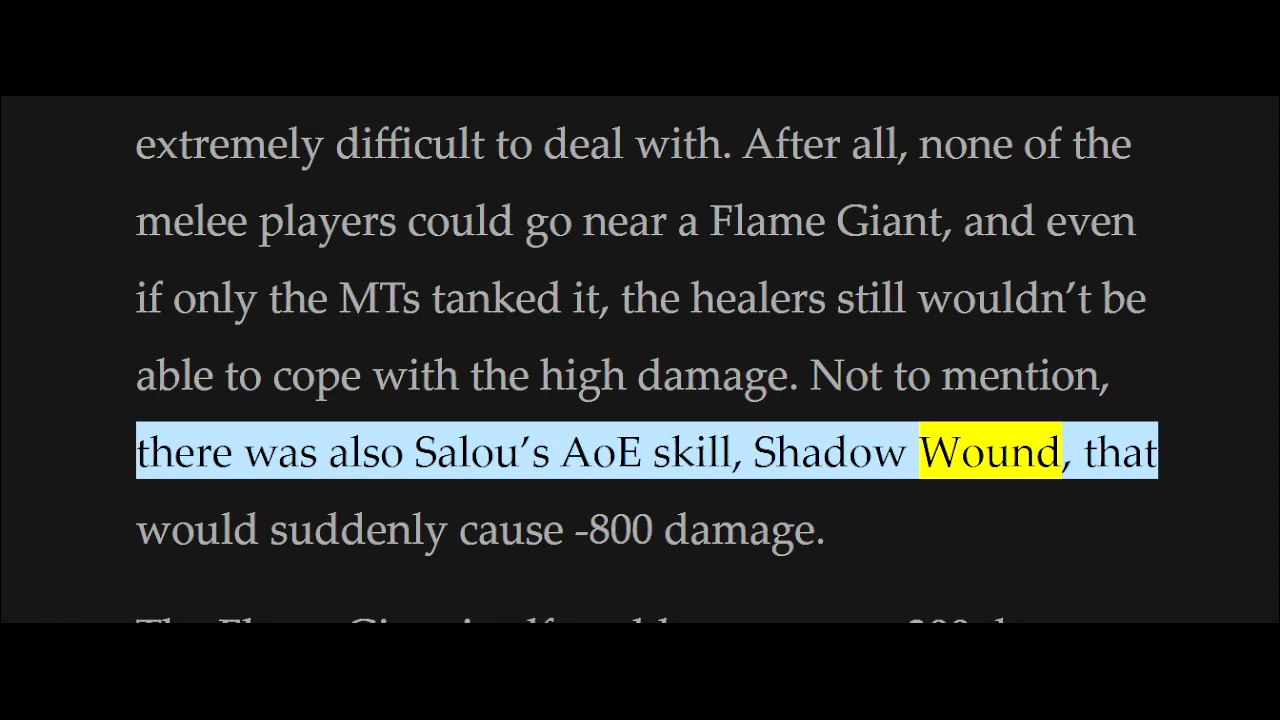 extremely difficult to deal with. After all, none of the
melee players could go near a Flame Giant, and even
if only the MTs tanked it, the healers still wouldn’t be
able to cope with the high damage. Not to mention,
there was also Salou’s AoE skill, Shadow Wound, that
would suddenly cause -800 damage.